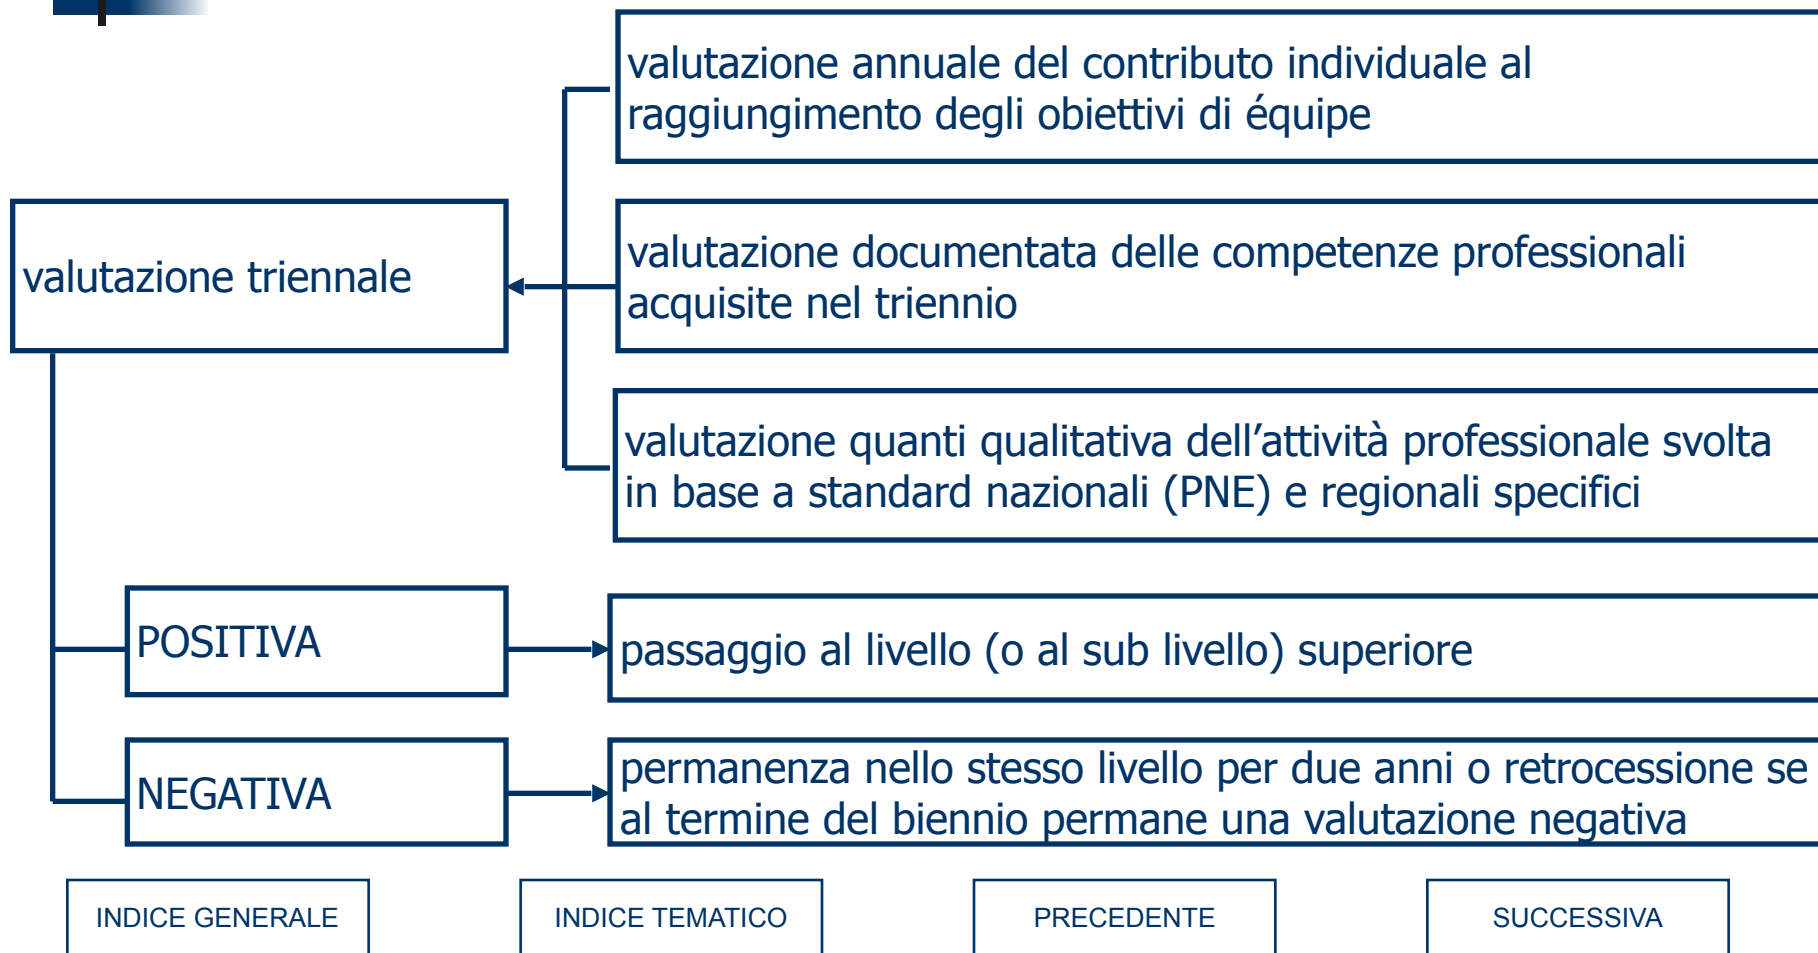 valutazione annuale del contributo individuale al
raggiungimento degli obiettivi di équipe
valutazione triennale
valutazione documentata delle competenze professionali
acquisite nel triennio
valutazione quanti qualitativa dell’attività professionale svolta
in base a standard nazionali (PNE) e regionali specifici
POSITIVA
passaggio al livello (o al sub livello) superiore
NEGATIVA
permanenza nello stesso livello per due anni o retrocessione se
al termine del biennio permane una valutazione negativa
INDICE GENERALE
INDICE TEMATICO
PRECEDENTE
SUCCESSIVA